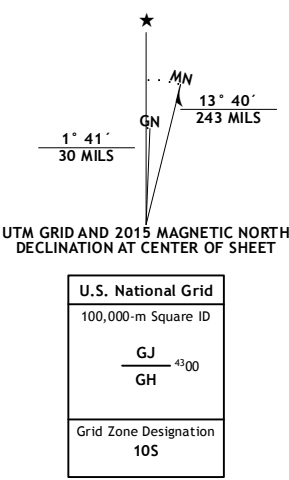 ★
MN
GN
13° 40´
243 MILS
1° 41´
30 MILS
UTM GRID AND 2015 MAGNETIC NORTH
DECLINATION AT CENTER OF SHEET
U.S. National Grid
100,000-m Square ID
GJ
GH
4300
Grid Zone Designation
10S